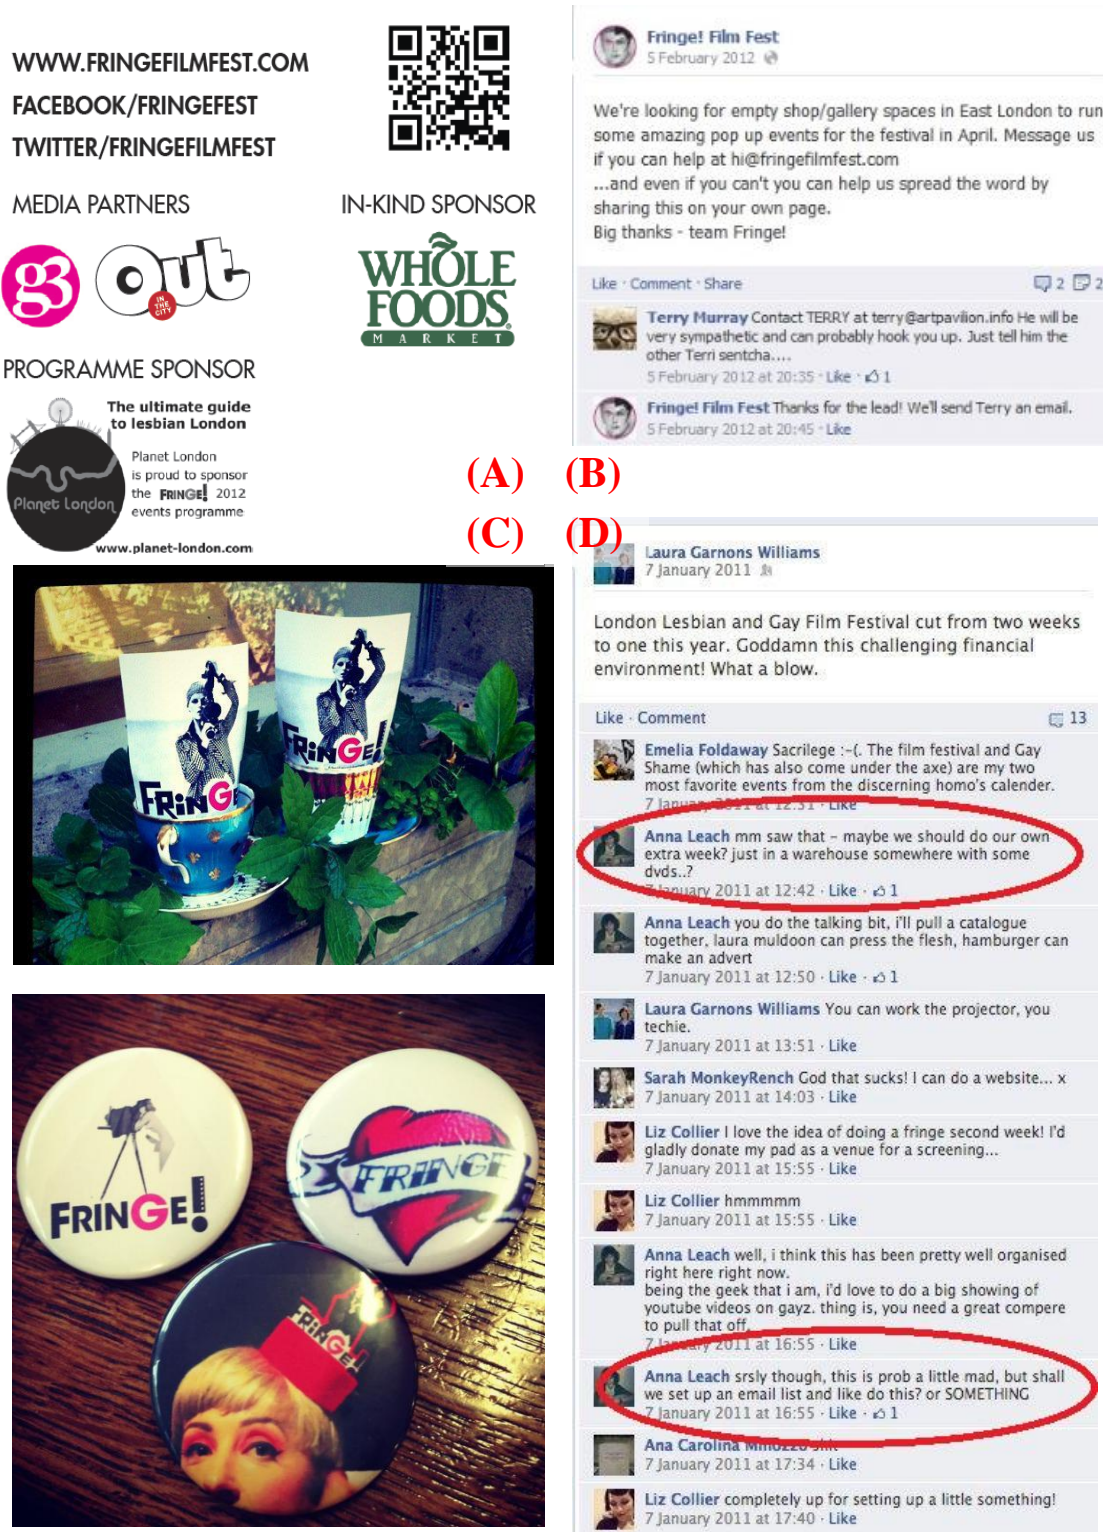 WWW.FRINGEFILMFEST.COM
FACEBOOK/FRINGEFEST
TWITTER/FRINGEFILMFEST
MEDIA PARTNERS
IN-KIND SPONSOR
g3
Out
IN THE CITY
WHOLE
FOODS
MARKET
PROGRAMME SPONSOR
The ultimate guide
to lesbian London
Planet London
is proud to sponsor
the FRINGE! 2012
events programme
Planet London
www.planet-london.com
(A)
(B)
Fringe! Film Fest
5 February 2012
We're looking for empty shop/gallery spaces in East London to run
some amazing pop up events for the festival in April. Message us
if you can help at hi@fringefilmfest.com
...and even if you can't you can help us spread the word by
sharing this on your own page.
Big thanks - team Fringe!
Like · Comment · Share
2
2
Terry Murray Contact TERRY at terry@artpavilion.info He will be
very sympathetic and can probably hook you up. Just tell him the
other Terri sentcha....
5 February 2012 at 20:35 · Like · 1
Fringe! Film Fest Thanks for the lead! We'll send Terry an email.
5 February 2012 at 20:45 · Like
(C)
(D)
FRINGE
FRINGE!
FRINGE!
FRINGE
FRINGE!
Laura Garnons Williams
7 January 2011
London Lesbian and Gay Film Festival cut from two weeks
to one this year. Goddamn this challenging financial
environment! What a blow.
Like · Comment
13
Emelia Foldaway Sacrilege :-(. The film festival and Gay
Shame (which has also come under the axe) are my two
most favorite events from the discerning homo's calender.
7 January 2011 at 12:31 · Like
Anna Leach mm saw that - maybe we should do our own
extra week? just in a warehouse somewhere with some
dvds..?
7 January 2011 at 12:42 · Like · 1
Anna Leach you do the talking bit, i'll pull a catalogue
together, laura muldoon can press the flesh, hamburger can
make an advert
7 January 2011 at 12:50 · Like · 1
Laura Garnons Williams You can work the projector, you
techie.
7 January 2011 at 13:51 · Like
Sarah MonkeyRench God that sucks! I can do a website... x
7 January 2011 at 14:03 · Like
Liz Collier I love the idea of doing a fringe second week! I'd
gladly donate my pad as a venue for a screening...
7 January 2011 at 15:55 · Like
Liz Collier hmmmmm
7 January 2011 at 15:55 · Like
Anna Leach well, i think this has been pretty well organised
right here right now.
being the geek that i am, i'd love to do a big showing of
youtube videos on gayz. thing is, you need a great compere
to pull that off.
7 January 2011 at 16:55 · Like
Anna Leach srsly though, this is prob a little mad, but shall
we set up an email list and like do this? or SOMETHING
7 January 2011 at 16:55 · Like · 1
Ana Carolina
7 January 2011 at 17:34 · Like
Liz Collier completely up for setting up a little something!
7 January 2011 at 17:40 · Like